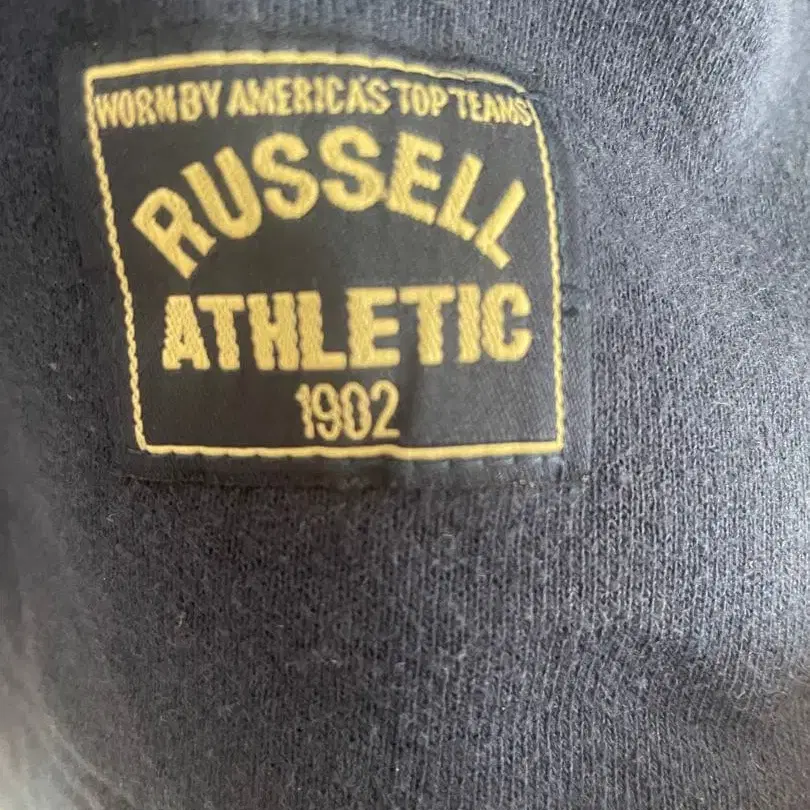 WORN BY AMERICA'S TOP TEAMS
RUSSELL
ATHLETIC
1902